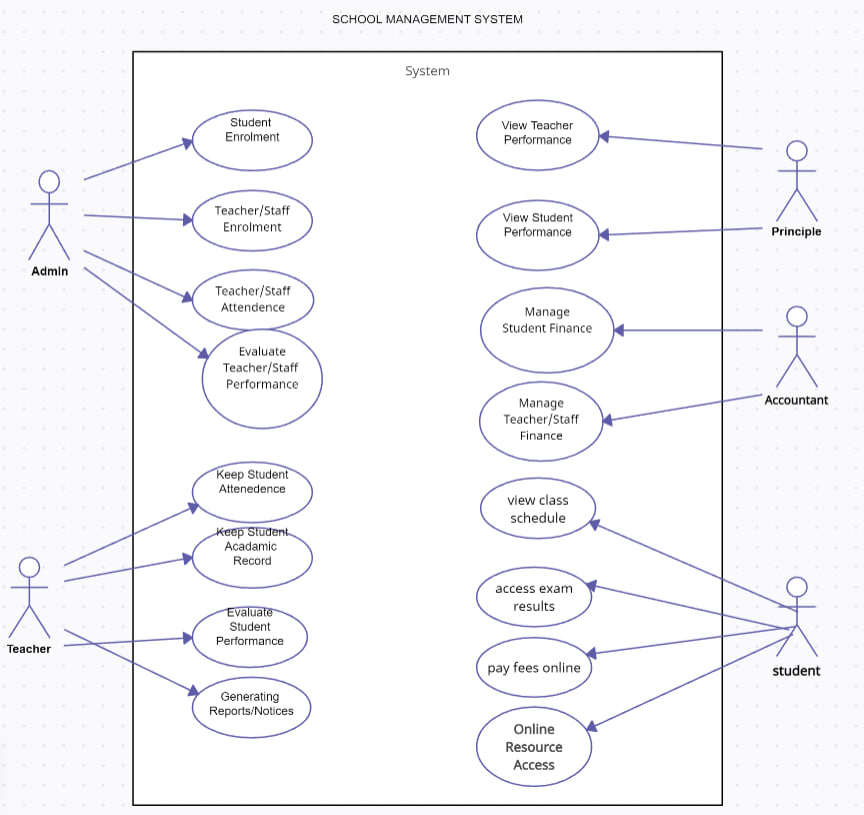 SCHOOL MANAGEMENT SYSTEM
System
Student
Enrolment
Teacher/Staff
Enrolment
Teacher/Staff
Attendence
Evaluate
Teacher/Staff
Performance
Admin
Keep Student
Attenedence
Keep Student
Acadamic
Record
Evaluate
Student
Performance
Generating
Reports/Notices
Teacher
View Teacher
Performance
View Student
Performance
Principle
Manage
Student Finance
Manage
Teacher/Staff
Finance
Accountant
view class
schedule
access exam
results
pay fees online
Online
Resource
Access
student